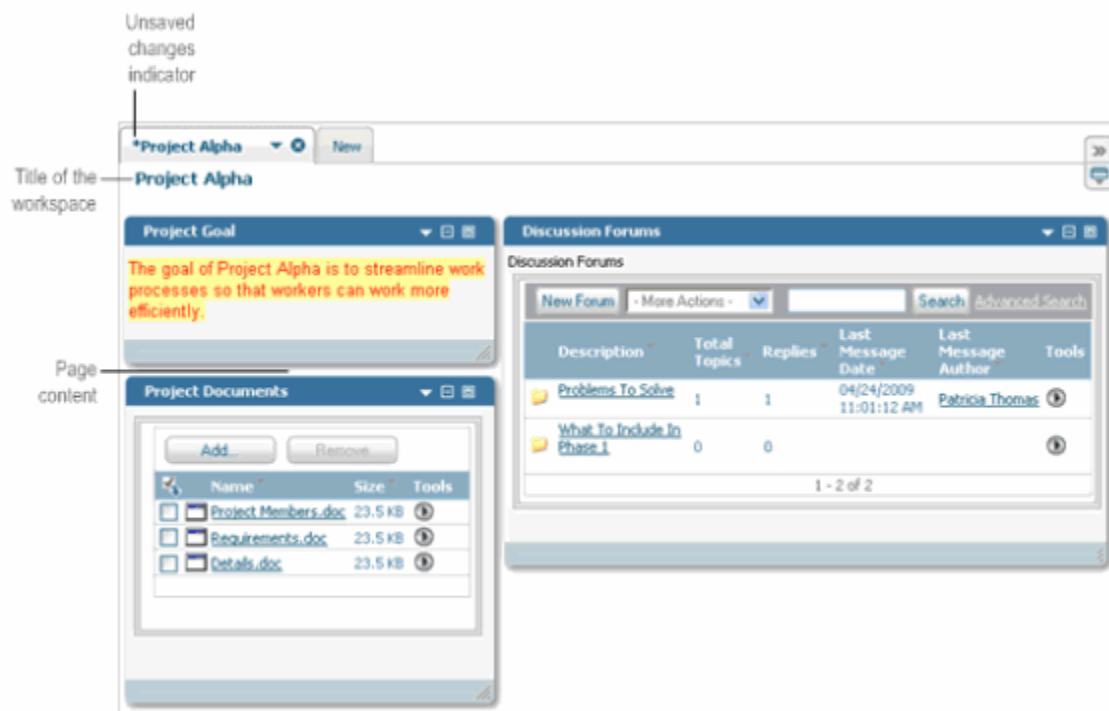 Unsaved
changes
indicator
*Project Alpha
New
Title of the
workspace
Project Alpha
Project Goal
The goal of Project Alpha is to streamline work
processes so that workers can work more
efficiently.
Page
content
Project Documents
Add...
Remove
Name
Size
Tools
Project Members.doc
23.5 KB
Requirements.doc
23.5 KB
Details.doc
23.5 KB
Discussion Forums
Discussion Forums
New Forum
- More Actions -
Search
Advanced Search
Description
Total
Topics
Replies
Last
Message
Date
Last
Message
Author
Tools
Problems To Solve
1
1
04/24/2009
11:01:12 AM
Patricia Thomas
What To Include In
Phase 1
0
0
1 - 2 of 2